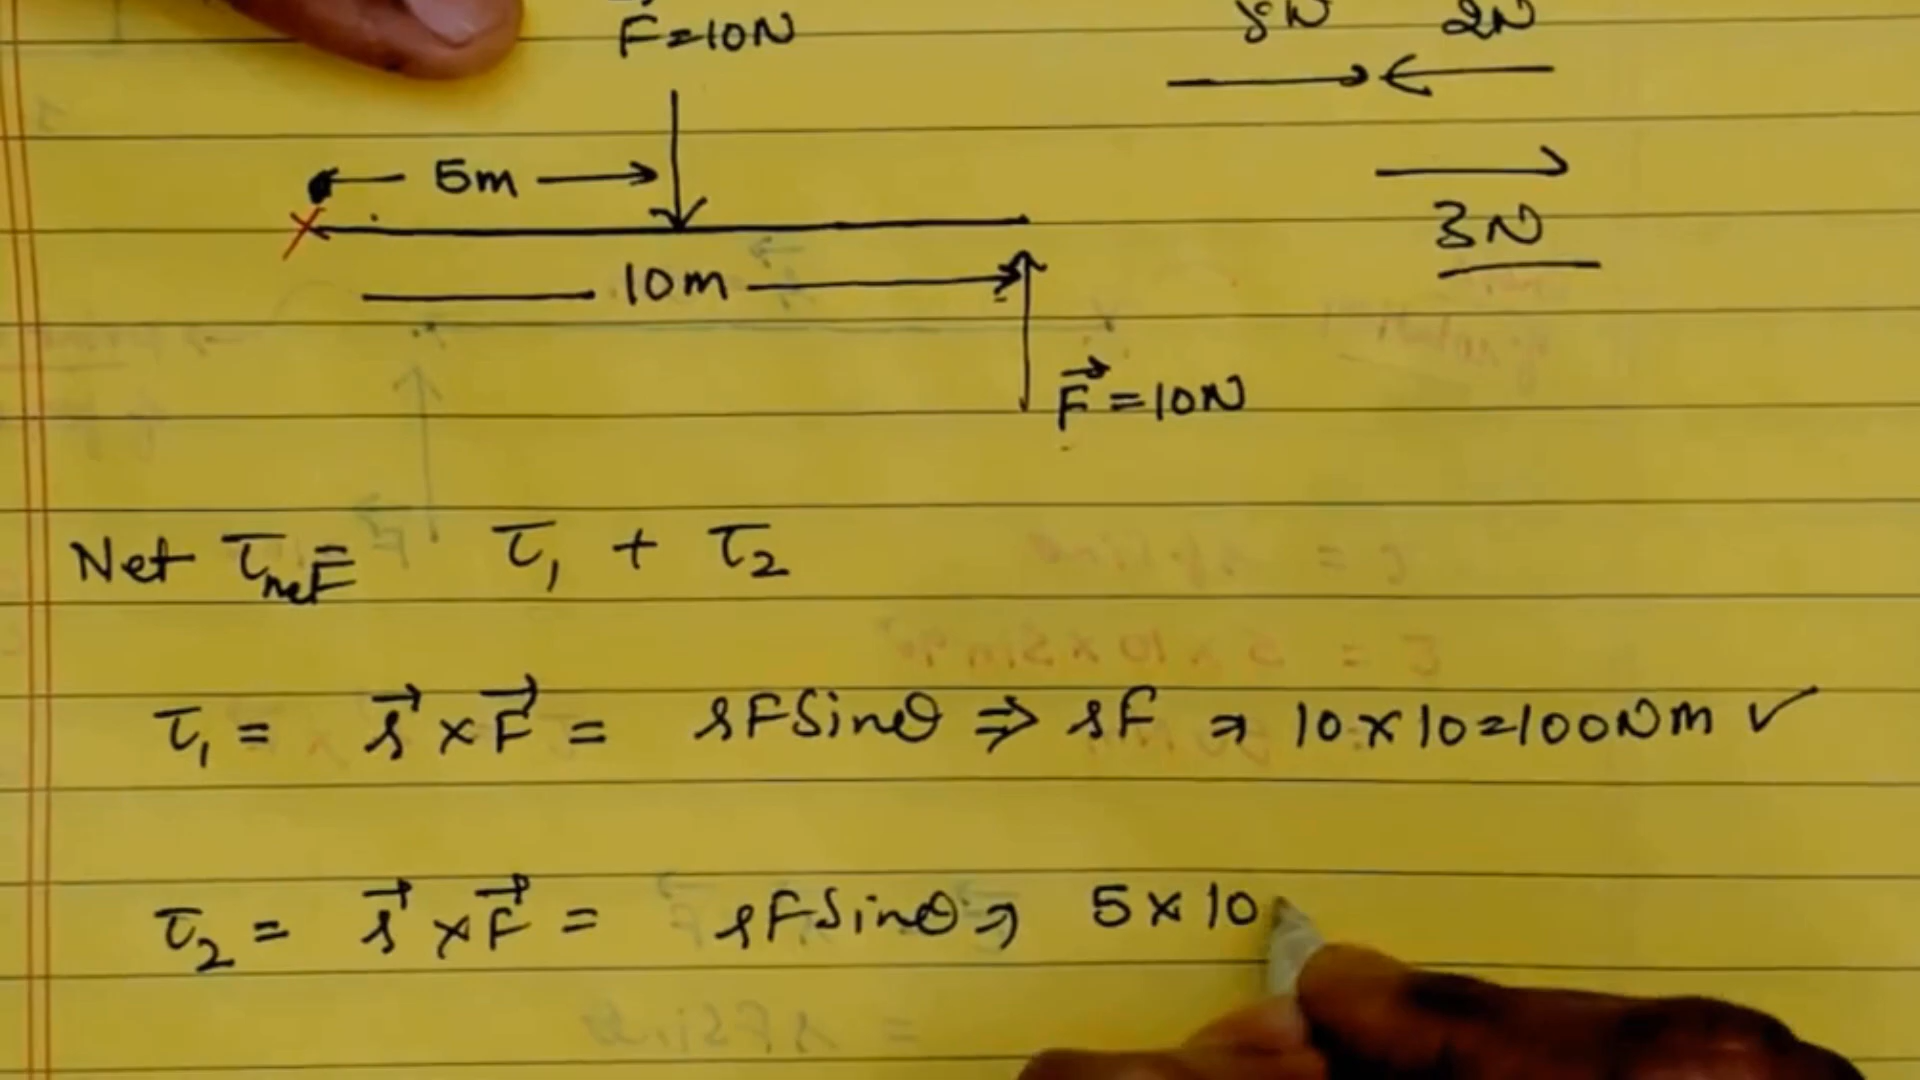 F=10N
5N 2N
5m
3N
10m
F⃗ =10N
Net τnet= τ₁ + τ₂
τ₁ = r⃗ × F⃗ = rFSinθ ⇒ rF ⇒ 10 × 10 = 100Nm ✓
τ₂ = r⃗ × F⃗ = rFSinθ ⇒ 5 × 10